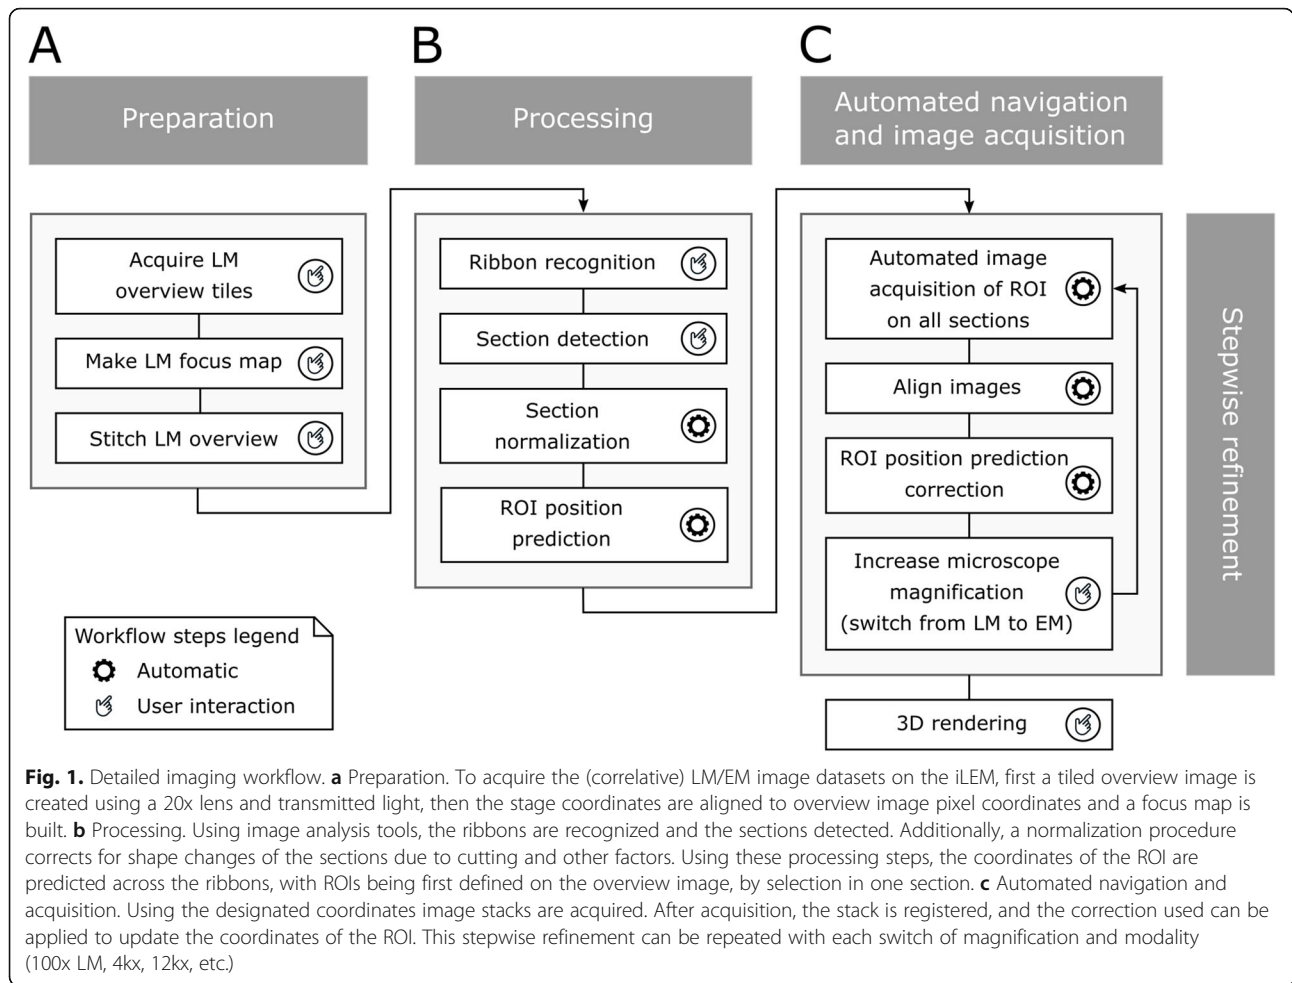 A
Preparation
Acquire LM
overview tiles
Make LM focus map
Stitch LM overview
B
Processing
Ribbon recognition
Section detection
Section
normalization
ROI position
prediction
C
Automated navigation
and image acquisition
Automated image
acquisition of ROI
on all sections
Align images
ROI position prediction
correction
Increase microscope
magnification
(switch from LM to EM)
3D rendering
Stepwise refinement
Workflow steps legend
Automatic
User interaction
Fig. 1. Detailed imaging workflow. a Preparation. To acquire the (correlative) LM/EM image datasets on the iLEM, first a tiled overview image is
created using a 20x lens and transmitted light, then the stage coordinates are aligned to overview image pixel coordinates and a focus map is
built. b Processing. Using image analysis tools, the ribbons are recognized and the sections detected. Additionally, a normalization procedure
corrects for shape changes of the sections due to cutting and other factors. Using these processing steps, the coordinates of the ROI are
predicted across the ribbons, with ROIs being first defined on the overview image, by selection in one section. c Automated navigation and
acquisition. Using the designated coordinates image stacks are acquired. After acquisition, the stack is registered, and the correction used can be
applied to update the coordinates of the ROI. This stepwise refinement can be repeated with each switch of magnification and modality
(100x LM, 4kx, 12kx, etc.)